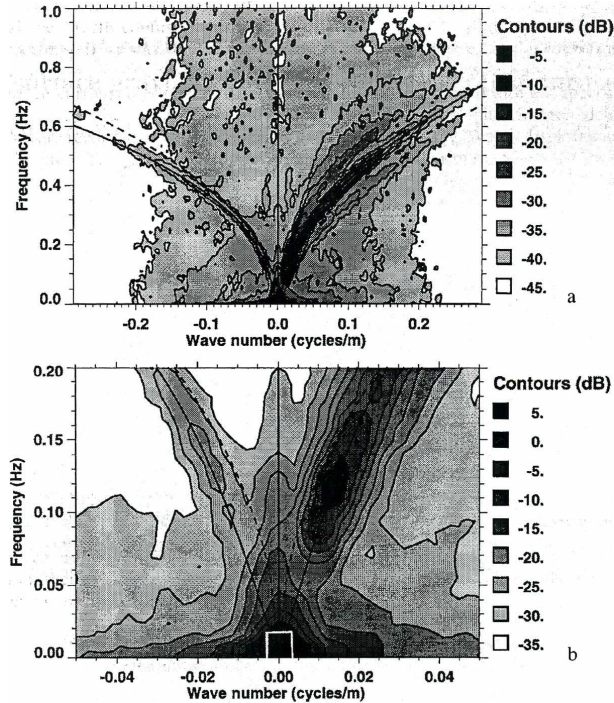 1.0
0.8
0.6
0.4
0.2
0.0
Frequency (Hz)
-0.2 -0.1 0.0 0.1 0.2
Wave number (cycles/m)
Contours (dB)
-5.
-10.
-15.
-20.
-25.
-30.
-35.
-40.
-45.
a
0.20
0.15
0.10
0.05
0.00
Frequency (Hz)
-0.04 -0.02 0.00 0.02 0.04
Wave number (cycles/m)
Contours (dB)
5.
0.
-5.
-10.
-15.
-20.
-25.
-30.
-35.
b